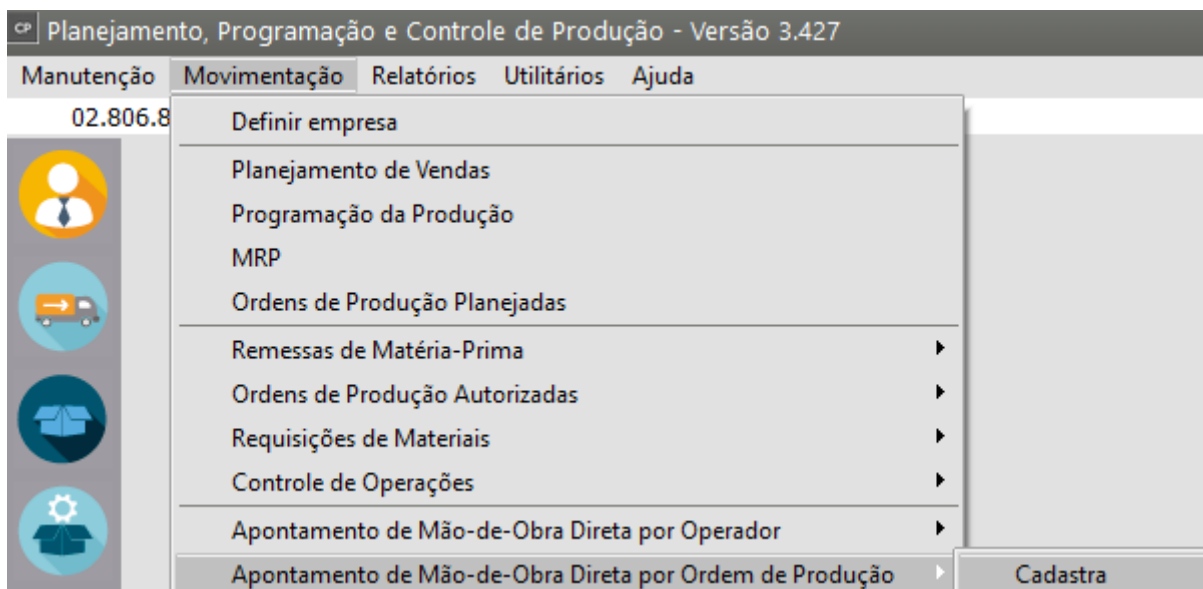 CP Planejamento, Programação e Controle de Produção - Versão 3.427
Manutenção Movimentação Relatórios Utilitários Ajuda
02.806.8
Definir empresa
Planejamento de Vendas
Programação da Produção
MRP
Ordens de Produção Planejadas
Remessas de Matéria-Prima
Ordens de Produção Autorizadas
Requisições de Materiais
Controle de Operações
Apontamento de Mão-de-Obra Direta por Operador
Apontamento de Mão-de-Obra Direta por Ordem de Produção Cadastra